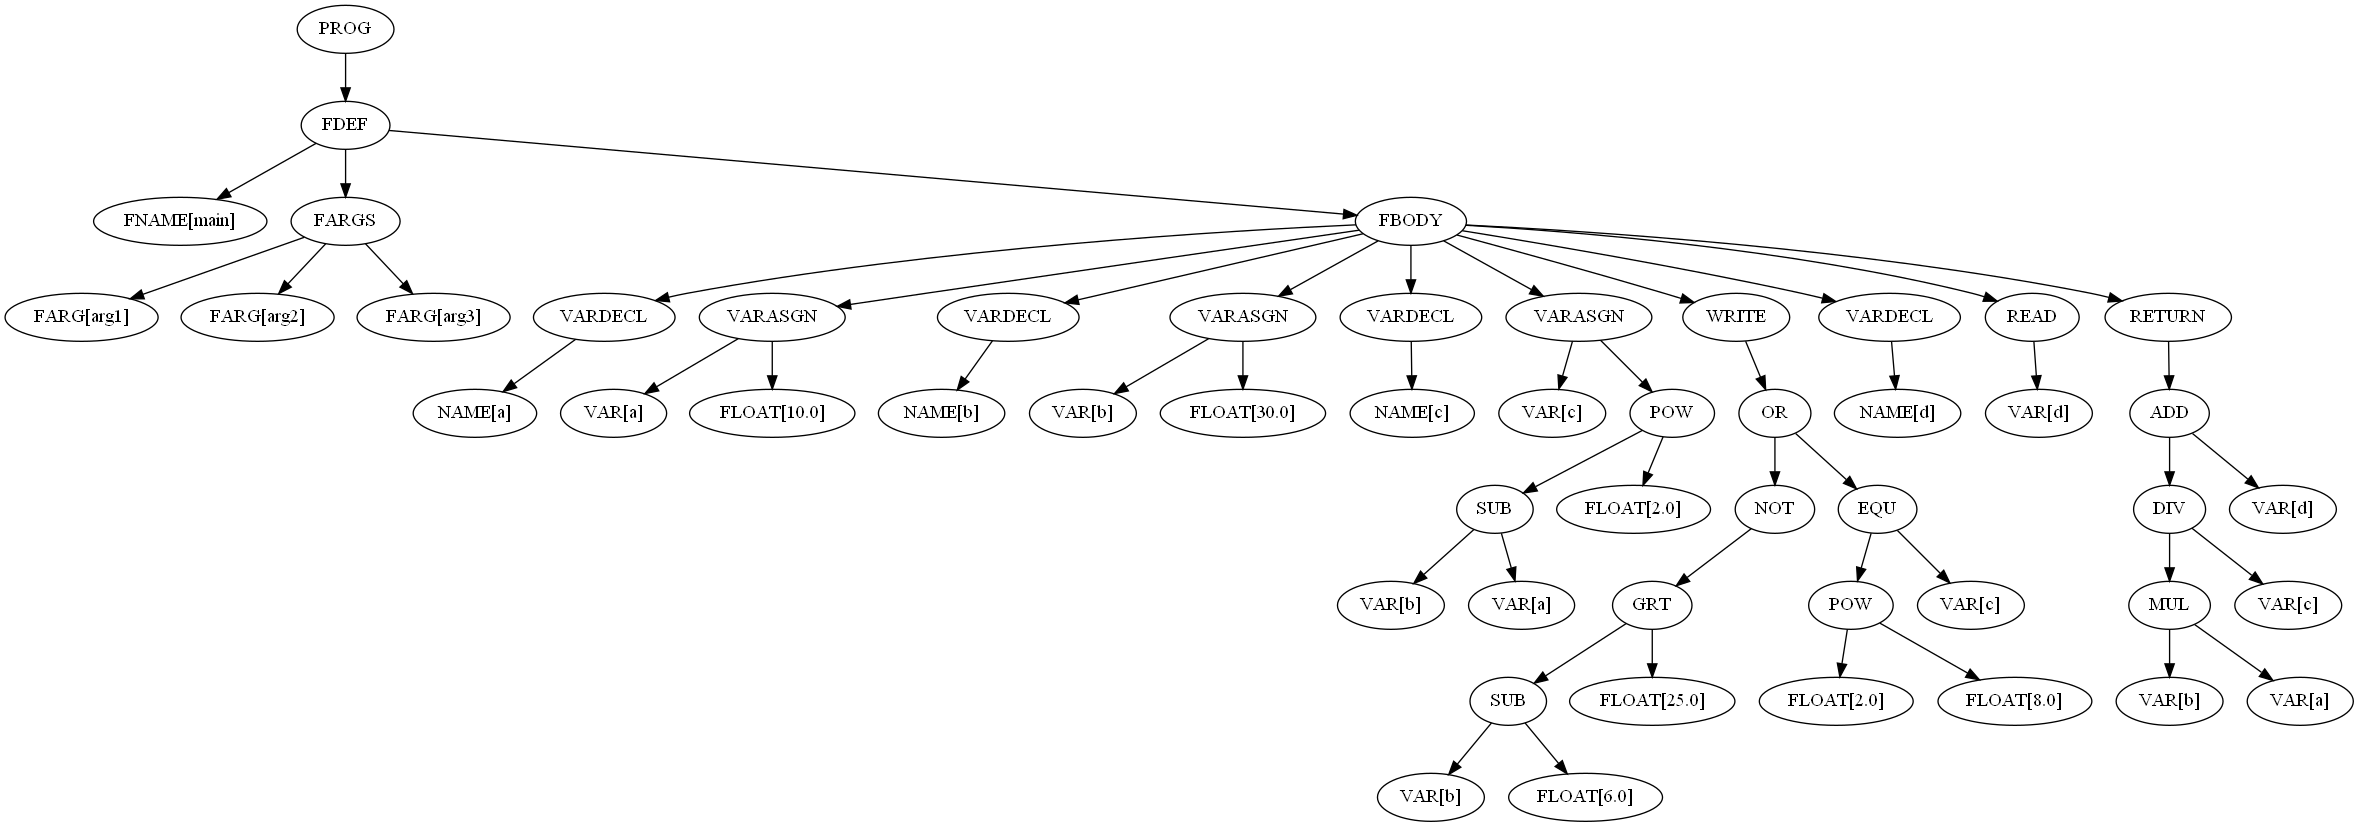 PROG
FDEF
FNAME[main]
FARGS
FBODY
FARG[arg1]
FARG[arg2]
FARG[arg3]
VARDECL
VARASGN
VARDECL
VARASGN
VARDECL
VARASGN
WRITE
VARDECL
READ
RETURN
NAME[a]
VAR[a]
FLOAT[10.0]
NAME[b]
VAR[b]
FLOAT[30.0]
NAME[c]
VAR[c]
POW
OR
NAME[d]
VAR[d]
ADD
SUB
FLOAT[2.0]
NOT
EQU
DIV
VAR[d]
VAR[b]
VAR[a]
GRT
POW
VAR[c]
MUL
VAR[c]
SUB
FLOAT[25.0]
FLOAT[2.0]
FLOAT[8.0]
VAR[b]
VAR[a]
VAR[b]
FLOAT[6.0]